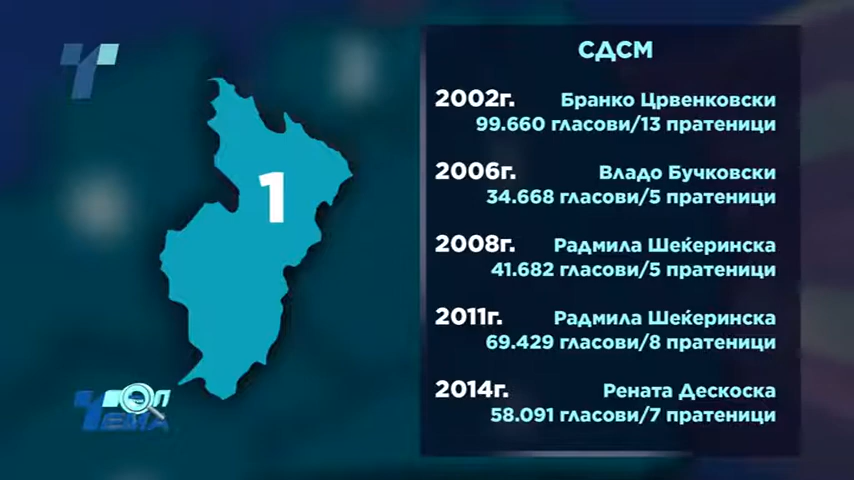 1
СДСМ
2002г. Бранко Црвенковски
99.660 гласови/13 пратеници
2006г. Владо Бучковски
34.668 гласови/5 пратеници
2008г. Радмила Шеќеринска
41.682 гласови/5 пратеници
2011г. Радмила Шеќеринска
69.429 гласови/8 пратеници
2014г. Рената Дескоска
58.091 гласови/7 пратеници